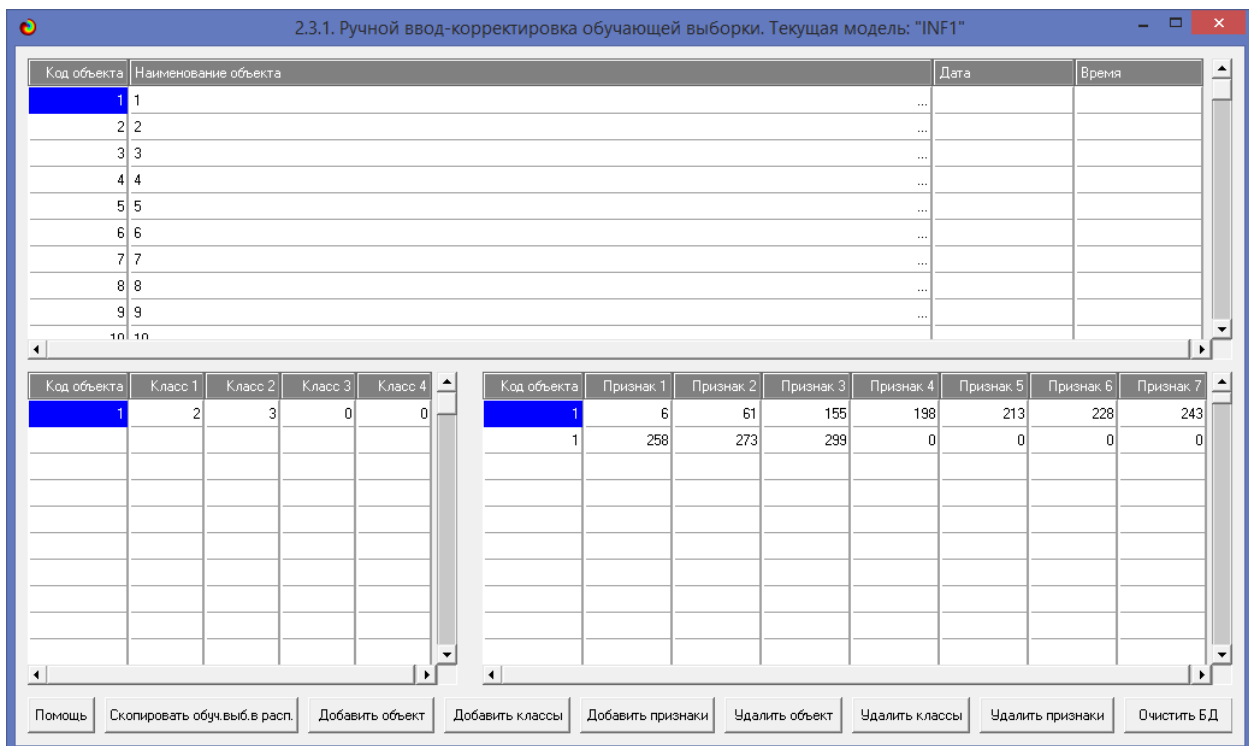 2.3.1. Ручной ввод-корректировка обучающей выборки. Текущая модель: "INF1"
Код объекта Наименование объекта Дата Время
1 1 ...
2 2 ...
3 3 ...
4 4 ...
5 5 ...
6 6 ...
7 7 ...
8 8 ...
9 9 ...
10 10
Код объекта Класс 1 Класс 2 Класс 3 Класс 4
1 2 3 0 0
Код объекта Признак 1 Признак 2 Признак 3 Признак 4 Признак 5 Признак 6 Признак 7
1 6 61 155 198 213 228 243
1 258 273 299 0 0 0 0
Помощь Скопировать обуч.выб.в расп. Добавить объект Добавить классы Добавить признаки Удалить объект Удалить классы Удалить признаки Очистить БД